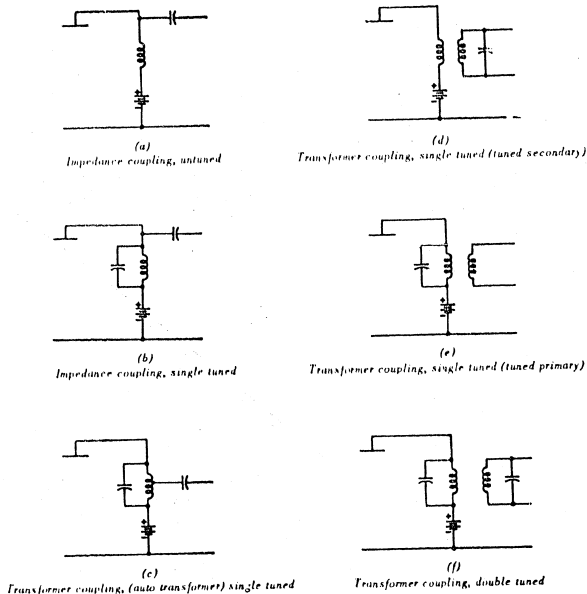 (a)
Impedance coupling, untuned
(b)
Impedance coupling, single tuned
(c)
Transformer coupling, (auto transformer) single tuned
(d)
Transformer coupling, single tuned (tuned secondary)
(e)
Transformer coupling, single tuned (tuned primary)
(f)
Transformer coupling, double tuned